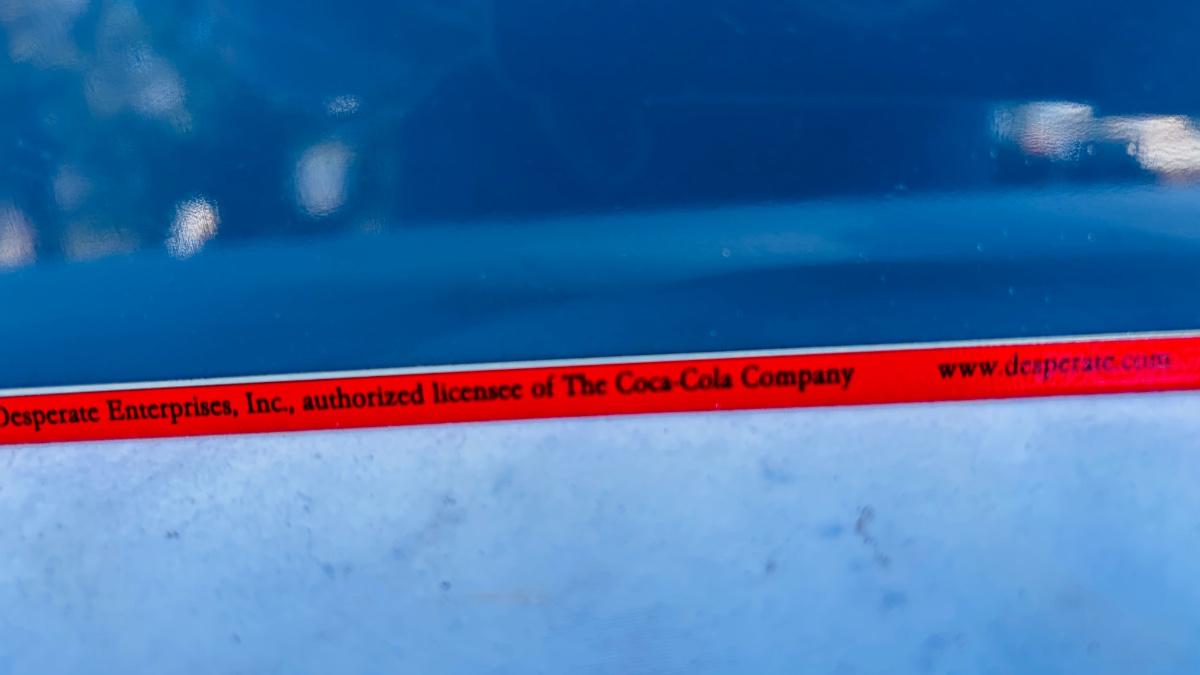 Desperate Enterprises, Inc., authorized licensee of The Coca-Cola Company www.desperate.com